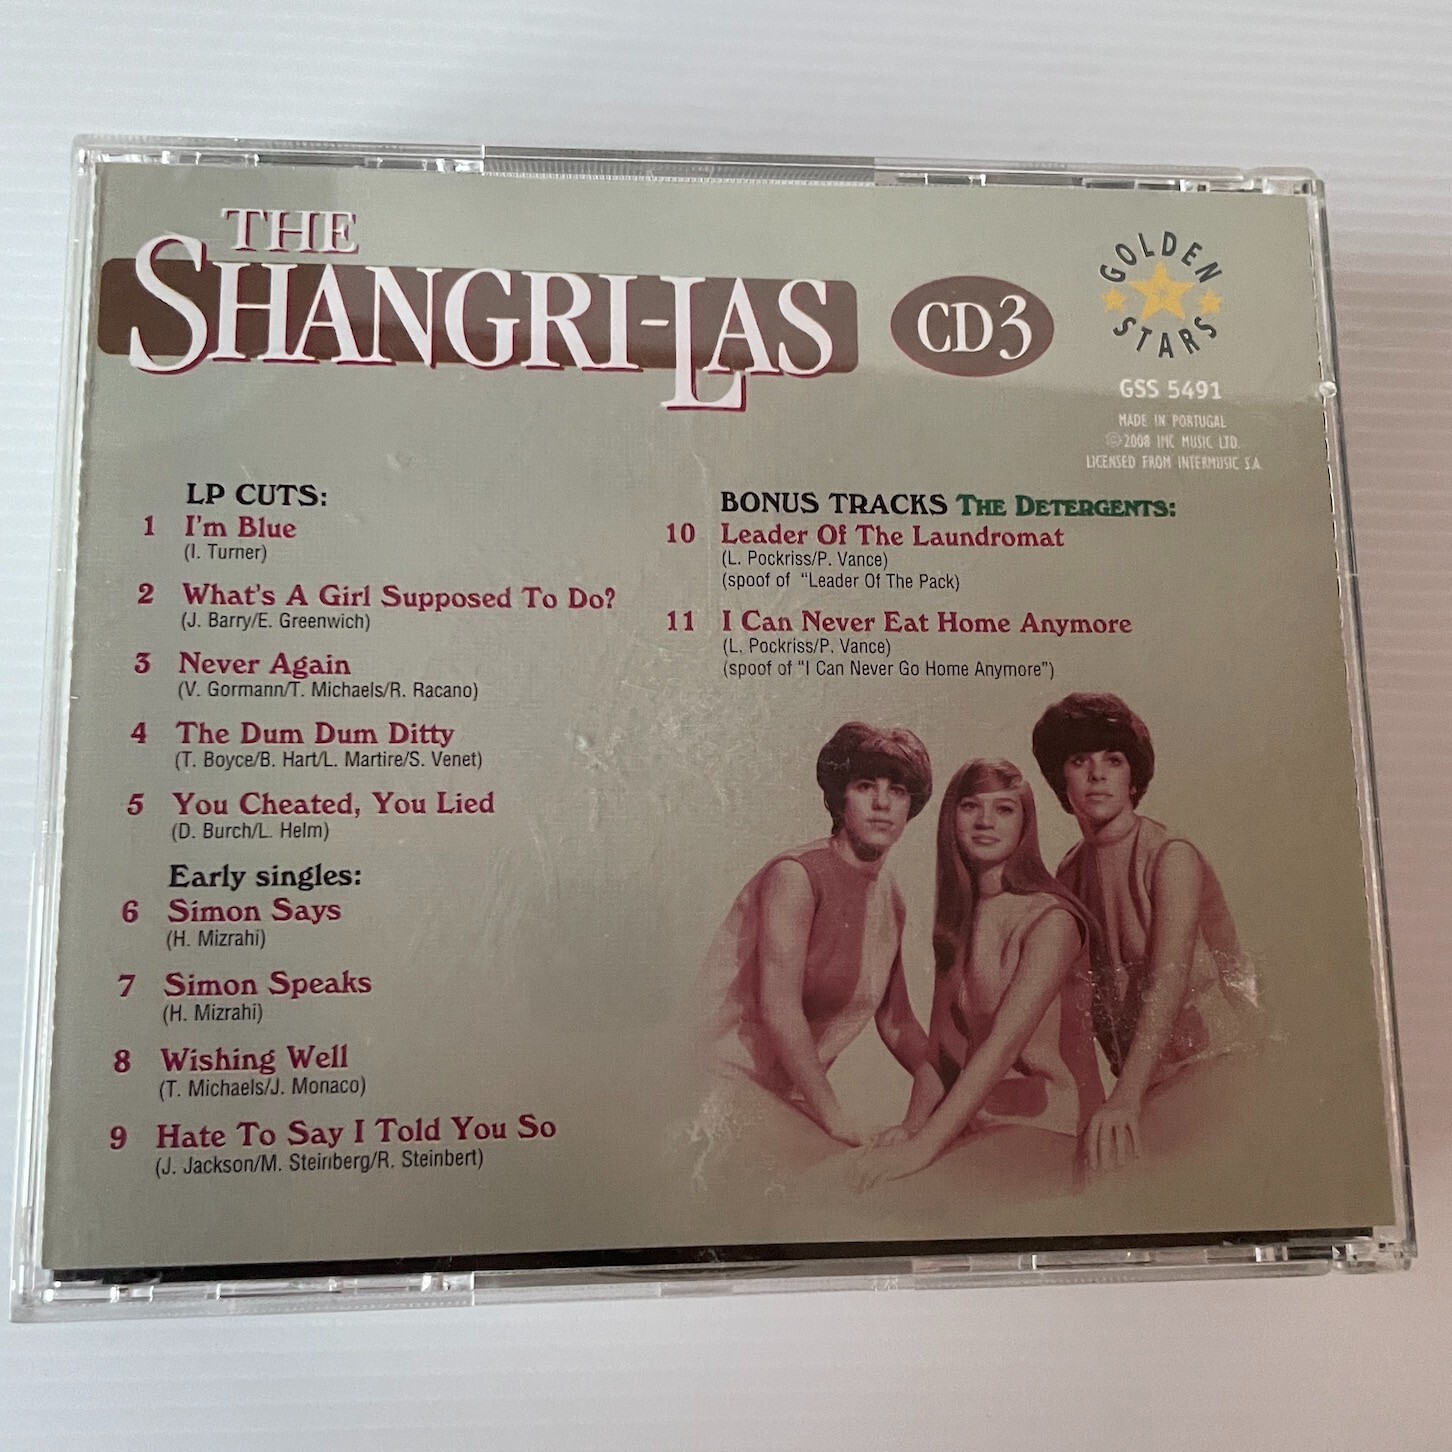 THE
SHANGRI-LAS
CD3
GOLDEN
STARS
GSS 5491
MADE IN PORTUGAL
℗©2008 IMC MUSIC LTD.
LICENSED FROM INTERMUSIC S.A.
LP CUTS:
1 I'm Blue
(I. Turner)
2 What's A Girl Supposed To Do?
(J. Barry/E. Greenwich)
3 Never Again
(V. Gormann/T. Michaels/R. Racano)
4 The Dum Dum Ditty
(T. Boyce/B. Hart/L. Martire/S. Venet)
5 You Cheated, You Lied
(D. Burch/L. Helm)
Early singles:
6 Simon Says
(H. Mizrahi)
7 Simon Speaks
(H. Mizrahi)
8 Wishing Well
(T. Michaels/J. Monaco)
9 Hate To Say I Told You So
(J. Jackson/M. Steinberg/R. Steinbert)
BONUS TRACKS THE DETERGENTS:
10 Leader Of The Laundromat
(L. Pockriss/P. Vance)
(spoof of "Leader Of The Pack)
11 I Can Never Eat Home Anymore
(L. Pockriss/P. Vance)
(spoof of "I Can Never Go Home Anymore")